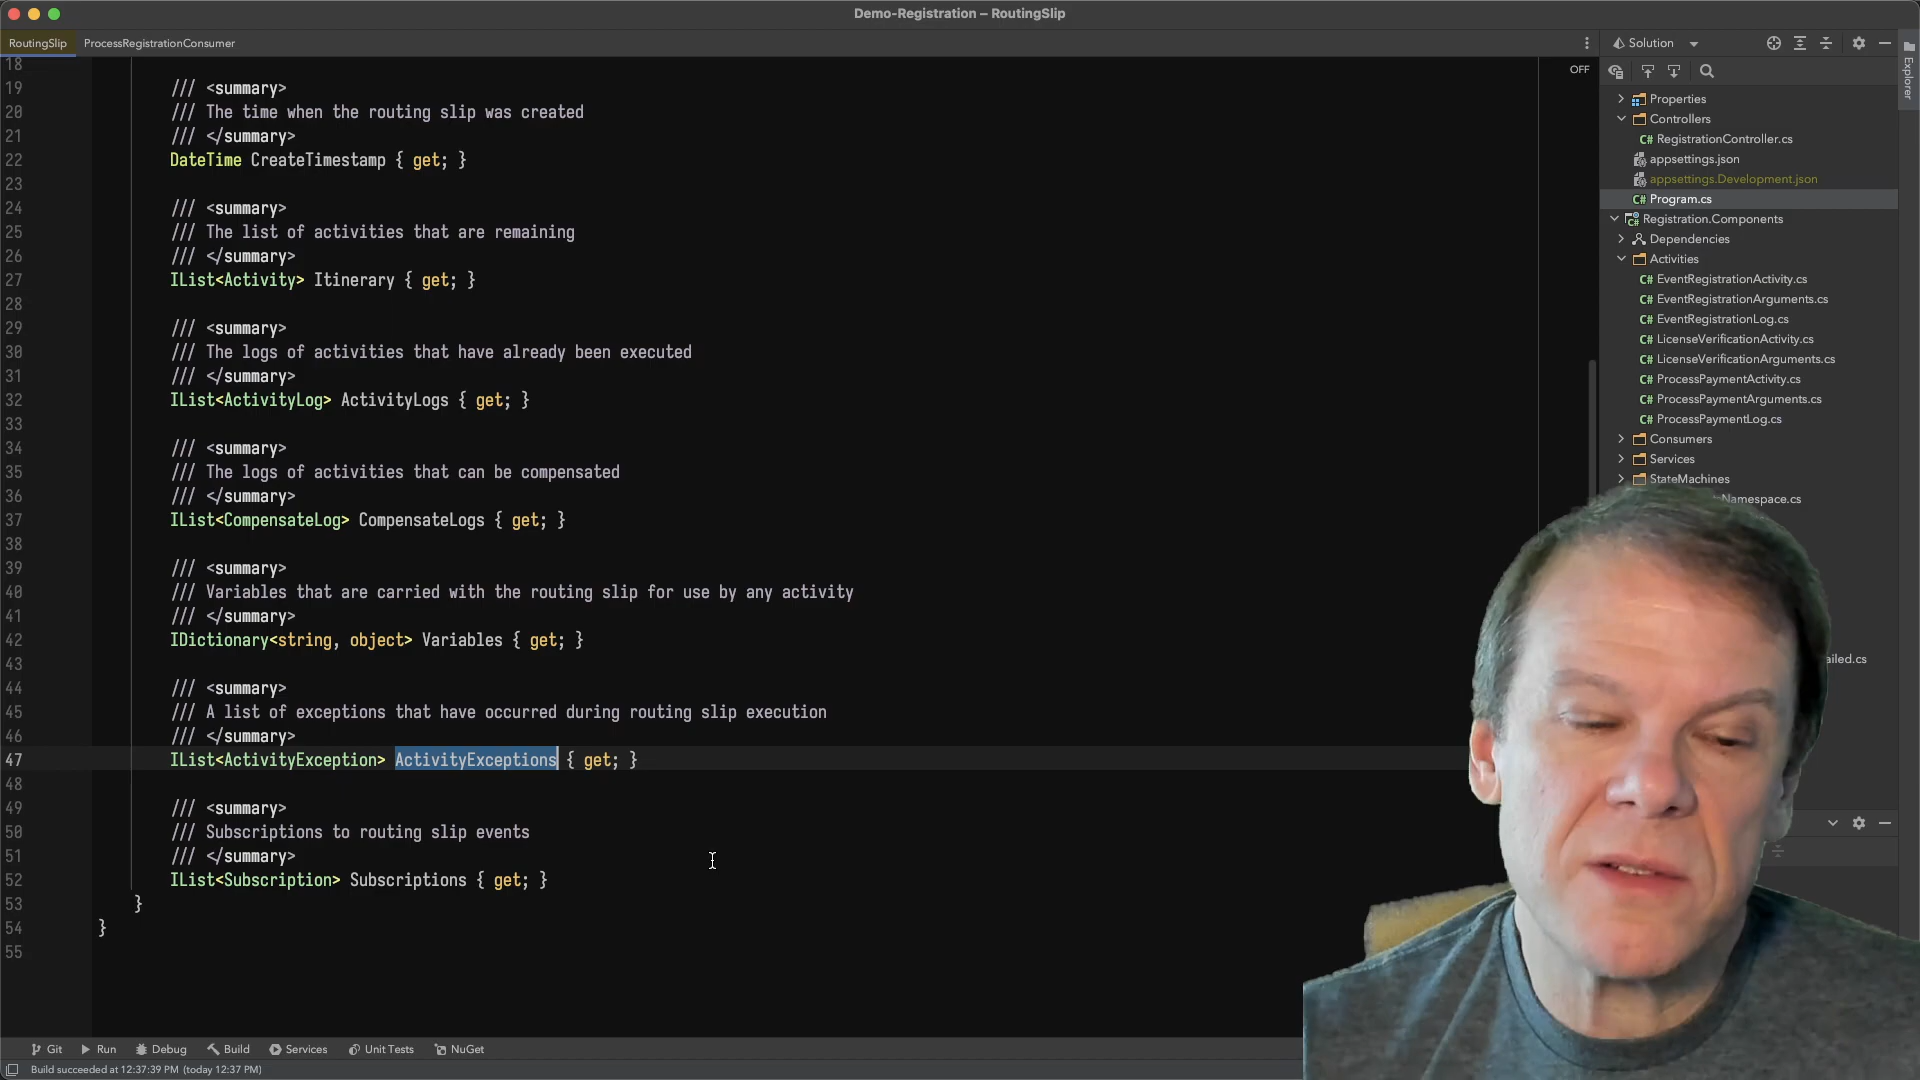 Demo-Registration – RoutingSlip
RoutingSlip
ProcessRegistrationConsumer
Solution
Explorer
OFF
18
19 /// <summary>
20 /// The time when the routing slip was created
21 /// </summary>
22 DateTime CreateTimestamp { get; }
23
24 /// <summary>
25 /// The list of activities that are remaining
26 /// </summary>
27 IList<Activity> Itinerary { get; }
28
29 /// <summary>
30 /// The logs of activities that have already been executed
31 /// </summary>
32 IList<ActivityLog> ActivityLogs { get; }
33
34 /// <summary>
35 /// The logs of activities that can be compensated
36 /// </summary>
37 IList<CompensateLog> CompensateLogs { get; }
38
39 /// <summary>
40 /// Variables that are carried with the routing slip for use by any activity
41 /// </summary>
42 IDictionary<string, object> Variables { get; }
43
44 /// <summary>
45 /// A list of exceptions that have occurred during routing slip execution
46 /// </summary>
47 IList<ActivityException> ActivityExceptions { get; }
48
49 /// <summary>
50 /// Subscriptions to routing slip events
51 /// </summary>
52 IList<Subscription> Subscriptions { get; }
53 }
54 }
55
Properties
Controllers
C# RegistrationController.cs
appsettings.json
appsettings.Development.json
C# Program.cs
Registration.Components
Dependencies
Activities
C# EventRegistrationActivity.cs
C# EventRegistrationArguments.cs
C# EventRegistrationLog.cs
C# LicenseVerificationActivity.cs
C# LicenseVerificationArguments.cs
C# ProcessPaymentActivity.cs
C# ProcessPaymentArguments.cs
C# ProcessPaymentLog.cs
Consumers
Services
StateMachines
Namespace.cs
ailed.cs
Git
Run
Debug
Build
Services
Unit Tests
NuGet
Build succeeded at 12:37:39 PM (today 12:37 PM)